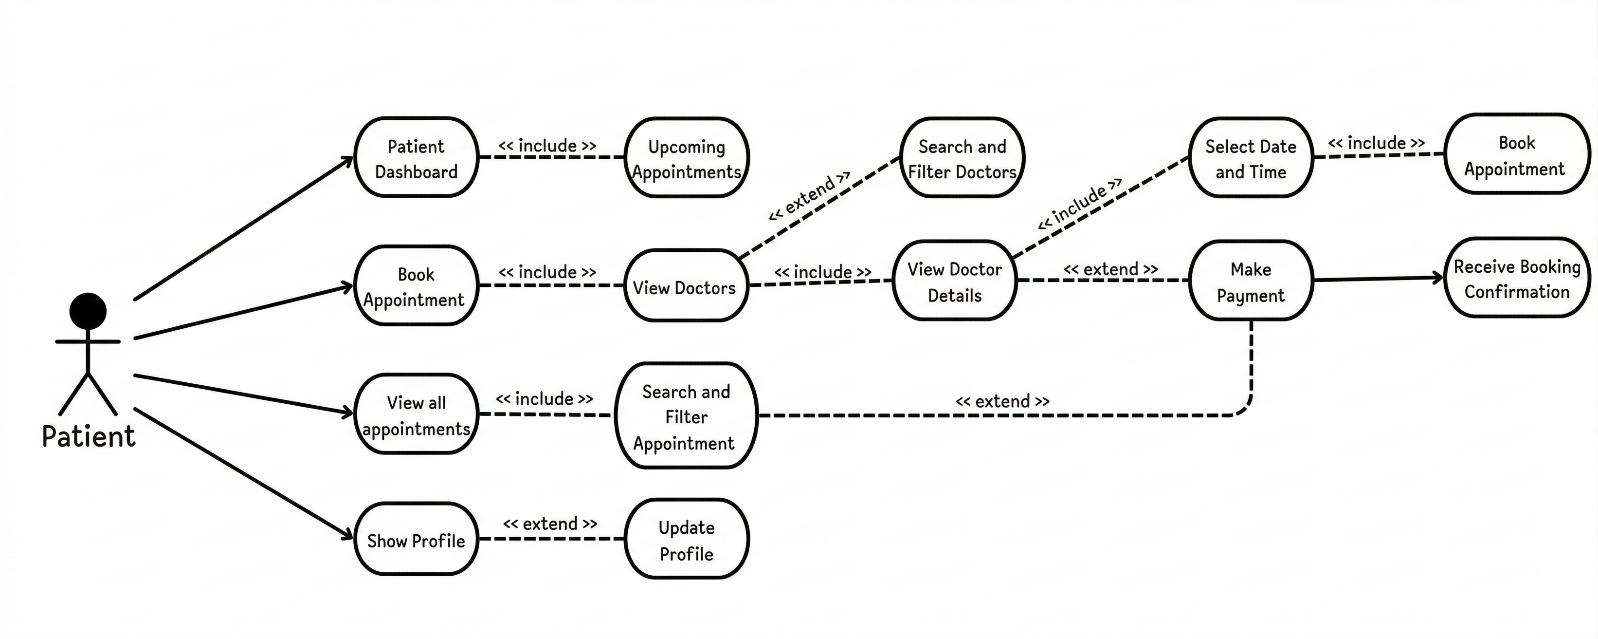 Patient
Dashboard
<< include >>
Upcoming
Appointments
<< extend >>
Search and
Filter Doctors
<< include >>
Select Date
and Time
<< include >>
Book
Appointment
Book
Appointment
<< include >>
View Doctors
<< include >>
View Doctor
Details
<< extend >>
Make
Payment
Receive Booking
Confirmation
Patient
View all
appointments
<< include >>
Search and
Filter
Appointment
<< extend >>
Show Profile
<< extend >>
Update
Profile